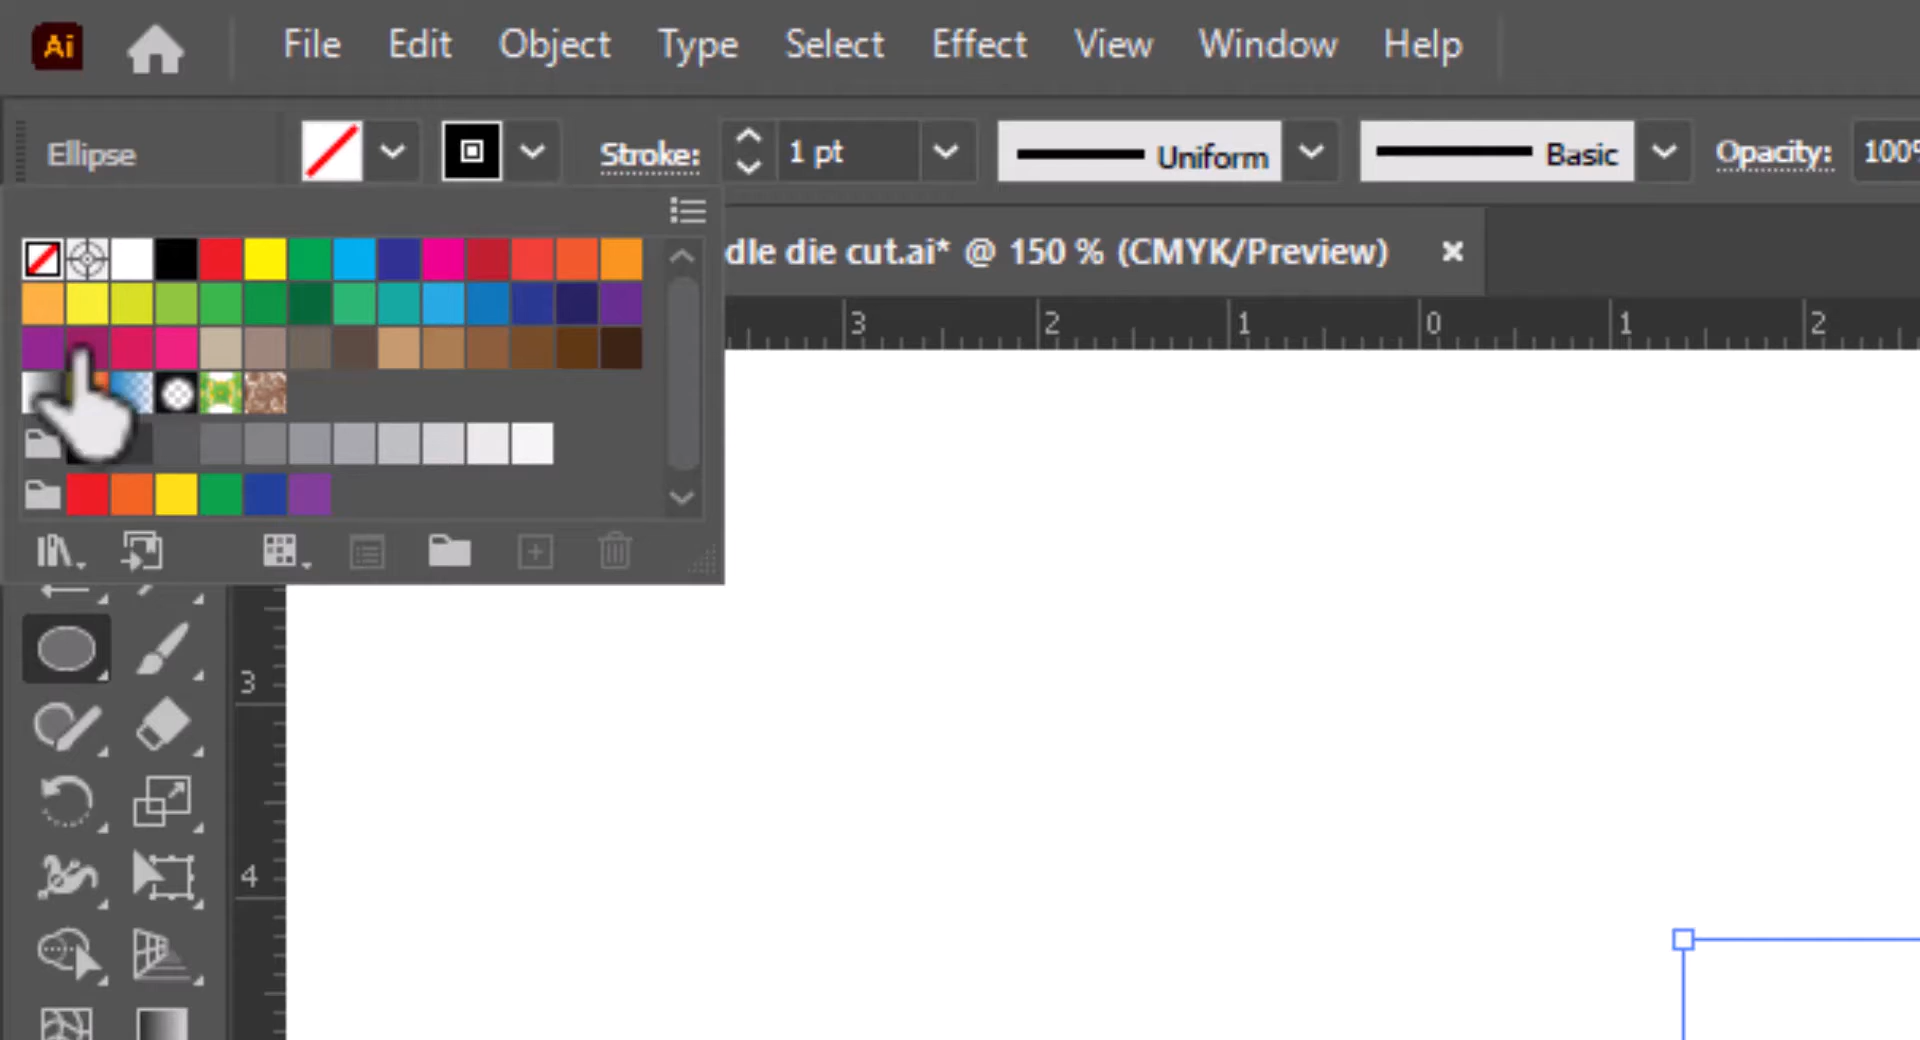 Ai File Edit Object Type Select Effect View Window Help
Ellipse Stroke: 1 pt Uniform Basic Opacity: 100%
dle die cut.ai* @ 150 % (CMYK/Preview) ×
3 2 1 0 1 2
3
4